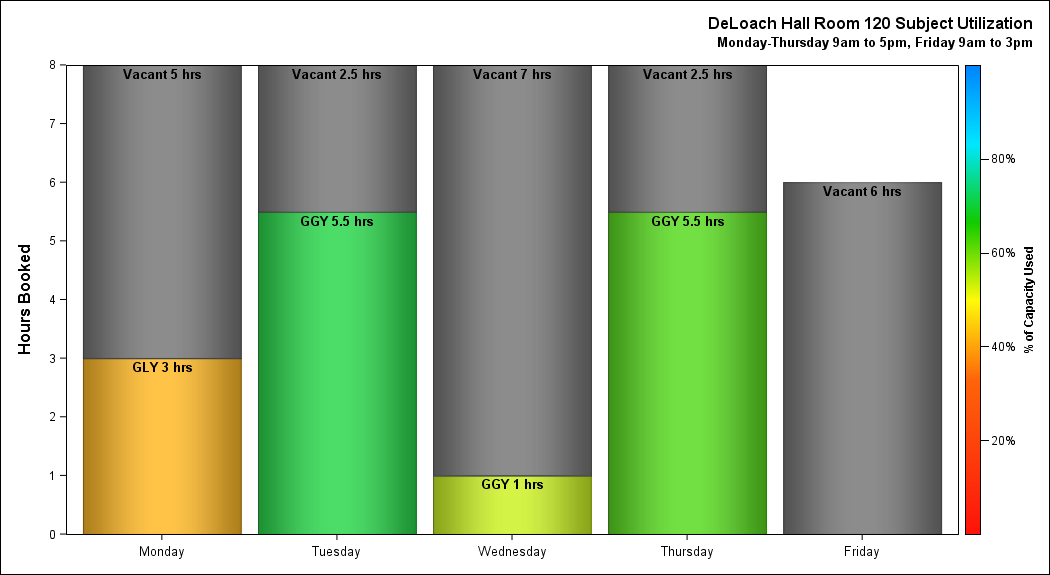 DeLoach Hall Room 120 Subject Utilization
Monday-Thursday 9am to 5pm, Friday 9am to 3pm
Hours Booked
8
7
6
5
4
3
2
1
0
Vacant 5 hrs
GLY 3 hrs
Vacant 2.5 hrs
GGY 5.5 hrs
Vacant 7 hrs
GGY 1 hrs
Vacant 2.5 hrs
GGY 5.5 hrs
Vacant 6 hrs
Monday
Tuesday
Wednesday
Thursday
Friday
80%
60%
40%
20%
% of Capacity Used